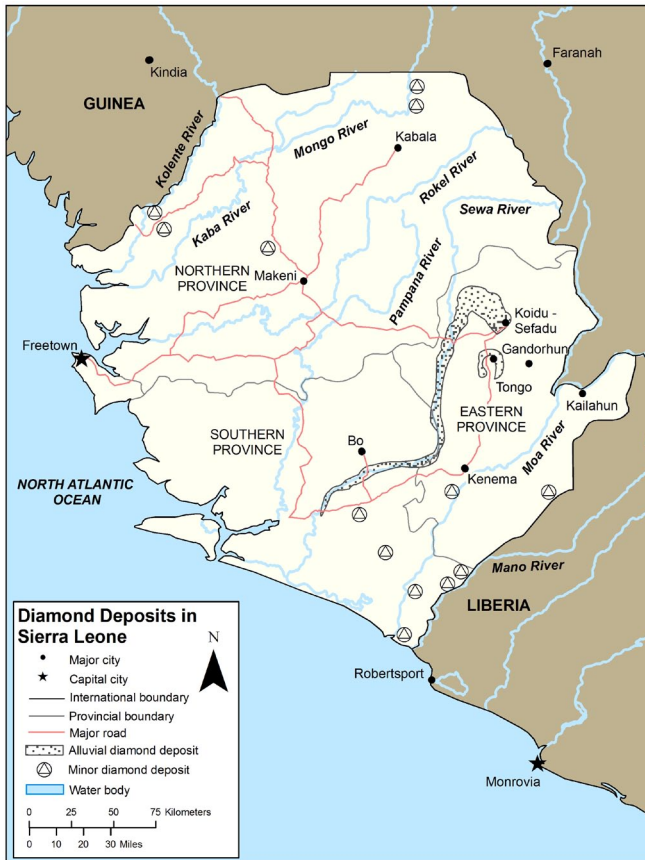 Faranah
Kindia
GUINEA
Kolente River
Mongo River
Kabala
Rokel River
Sewa River
Kaba River
Pampana River
NORTHERN
PROVINCE
Makeni
Koidu -
Sefadu
Freetown
Gandorhun
Tongo
Kailahun
EASTERN
PROVINCE
SOUTHERN
PROVINCE
Bo
Moa River
Kenema
NORTH ATLANTIC
OCEAN
Mano River
LIBERIA
Robertsport
Monrovia
Diamond Deposits in
Sierra Leone
N
Major city
Capital city
International boundary
Provincial boundary
Major road
Alluvial diamond deposit
Minor diamond deposit
Water body
0 25 50 75 Kilometers
0 10 20 30 Miles